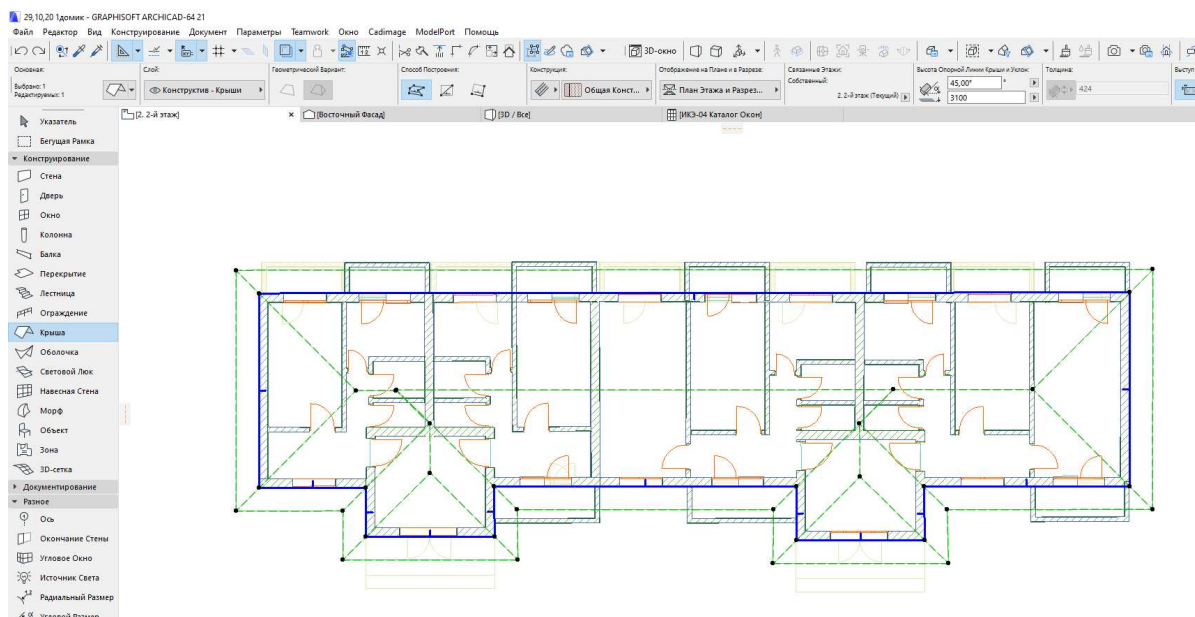 29,10,20 1домик - GRAPHISOFT ARCHICAD-64 21
Файл Редактор Вид Конструирование Документ Параметры Teamwork Окно Cadimage ModelPort Помощь
3D-окно
Основная:
Слой:
Геометрический Вариант:
Способ Построения:
Конструкция:
Отображение на Плане и в Разрезе:
Связанные Этажи:
Высота Опорной Линии Крыши и Уклон:
Толщина:
Выступ
Выбрано: 1
Редактируемых: 1
Конструктив - Крыши
Общая Конст...
План Этажа и Разрез...
Собственный:
2. 2-й этаж (Текущий)
45,00°
3100
424
[2. 2-й этаж]
[Восточный Фасад]
[3D / Все]
[ИКЭ-04 Каталог Окон]
Указатель
Бегущая Рамка
Конструирование
Стена
Дверь
Окно
Колонна
Балка
Перекрытие
Лестница
Ограждение
Крыша
Оболочка
Световой Люк
Навесная Стена
Морф
Объект
Зона
3D-сетка
Документирование
Разное
Ось
Окончание Стены
Угловое Окно
Источник Света
Радиальный Размер
Угловой Размер